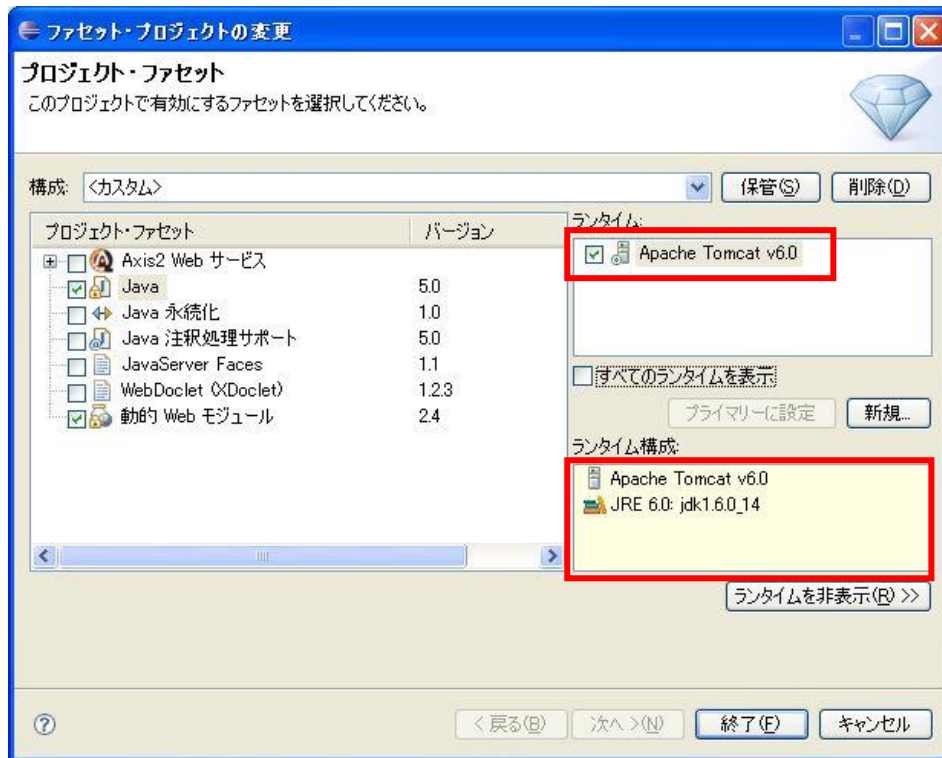 ファセット・プロジェクトの変更
プロジェクト・ファセット
このプロジェクトで有効にするファセットを選択してください。
構成: <カスタム> 保管(S) 削除(D)
プロジェクト・ファセット バージョン
Axis2 Web サービス
Java 5.0
Java 永続化 1.0
Java 注釈処理サポート 5.0
JavaServer Faces 1.1
WebDoclet (XDoclet) 1.2.3
動的 Web モジュール 2.4
ランタイム:
Apache Tomcat v6.0
すべてのランタイムを表示
プライマリーに設定 新規...
ランタイム構成:
Apache Tomcat v6.0
JRE 6.0: jdk1.6.0_14
ランタイムを非表示(R) >>
< 戻る(B) 次へ >(N) 終了(F) キャンセル